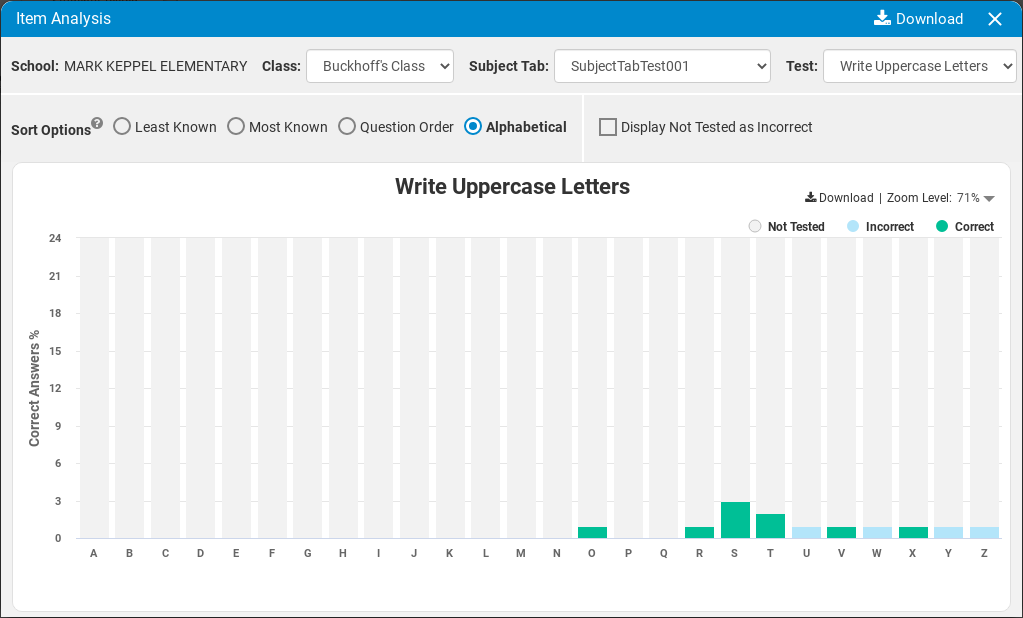 Item Analysis
Download
School: MARK KEPPEL ELEMENTARY Class: Buckhoff's Class Subject Tab: SubjectTabTest001 Test: Write Uppercase Letters
Sort Options ? Least Known Most Known Question Order Alphabetical Display Not Tested as Incorrect
Write Uppercase Letters
Download | Zoom Level: 71%
Not Tested Incorrect Correct
Correct Answers %
24
21
18
15
12
9
6
3
0
A B C D E F G H I J K L M N O P Q R S T U V W X Y Z